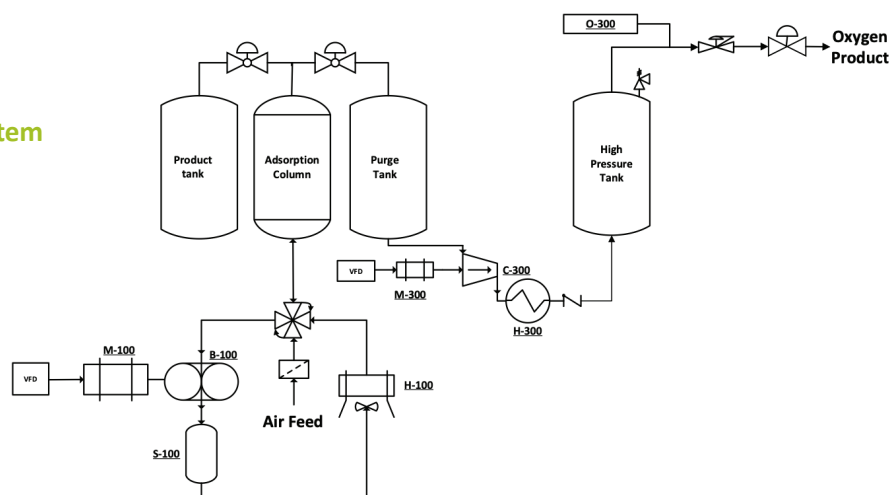 O-300
Oxygen
Product
tem
Product
tank
Adsorption
Column
Purge
Tank
High
Pressure
Tank
VFD
M-300
C-300
H-300
M-100
B-100
VFD
H-100
Air Feed
S-100